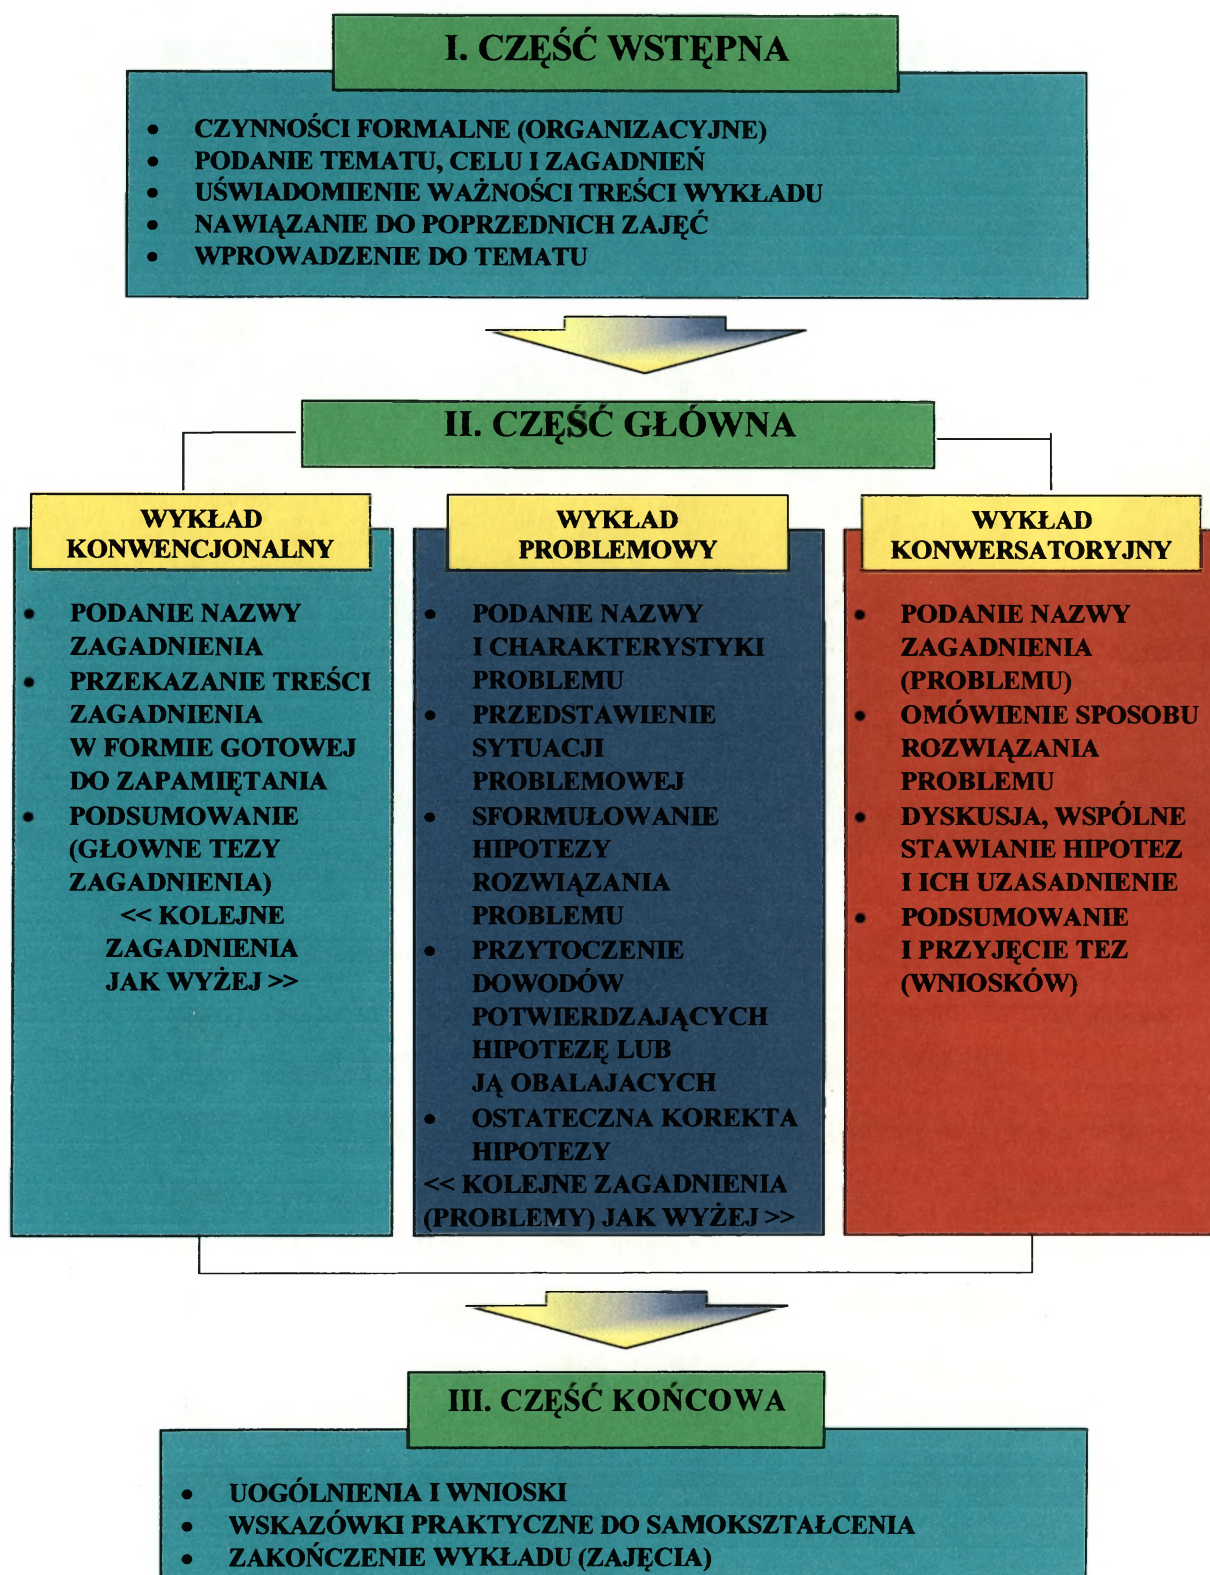 I. CZĘŚĆ WSTĘPNA
• CZYNNOŚCI FORMALNE (ORGANIZACYJNE)
• PODANIE TEMATU, CELU I ZAGADNIEŃ
• UŚWIADOMIENIE WAŻNOŚCI TREŚCI WYKŁADU
• NAWIĄZANIE DO POPRZEDNICH ZAJĘĆ
• WPROWADZENIE DO TEMATU
II. CZĘŚĆ GŁÓWNA
WYKŁAD
KONWENCJONALNY
• PODANIE NAZWY
ZAGADNIENIA
• PRZEKAZANIE TREŚCI
ZAGADNIENIA
W FORMIE GOTOWEJ
DO ZAPAMIĘTANIA
• PODSUMOWANIE
(GŁOWNE TEZY
ZAGADNIENIA)
<< KOLEJNE
ZAGADNIENIA
JAK WYŻEJ >>
WYKŁAD
PROBLEMOWY
• PODANIE NAZWY
I CHARAKTERYSTYKI
PROBLEMU
• PRZEDSTAWIENIE
SYTUACJI
PROBLEMOWEJ
• SFORMUŁOWANIE
HIPOTEZY
ROZWIĄZANIA
PROBLEMU
• PRZYTOCZENIE
DOWODÓW
POTWIERDZAJĄCYCH
HIPOTEZĘ LUB
JĄ OBALAJACYCH
• OSTATECZNA KOREKTA
HIPOTEZY
<< KOLEJNE ZAGADNIENIA
(PROBLEMY) JAK WYŻEJ >>
WYKŁAD
KONWERSATORYJNY
• PODANIE NAZWY
ZAGADNIENIA
(PROBLEMU)
• OMÓWIENIE SPOSOBU
ROZWIĄZANIA
PROBLEMU
• DYSKUSJA, WSPÓLNE
STAWIANIE HIPOTEZ
I ICH UZASADNIENIE
• PODSUMOWANIE
I PRZYJĘCIE TEZ
(WNIOSKÓW)
III. CZĘŚĆ KOŃCOWA
• UOGÓLNIENIA I WNIOSKI
• WSKAZÓWKI PRAKTYCZNE DO SAMOKSZTAŁCENIA
• ZAKOŃCZENIE WYKŁADU (ZAJĘCIA)